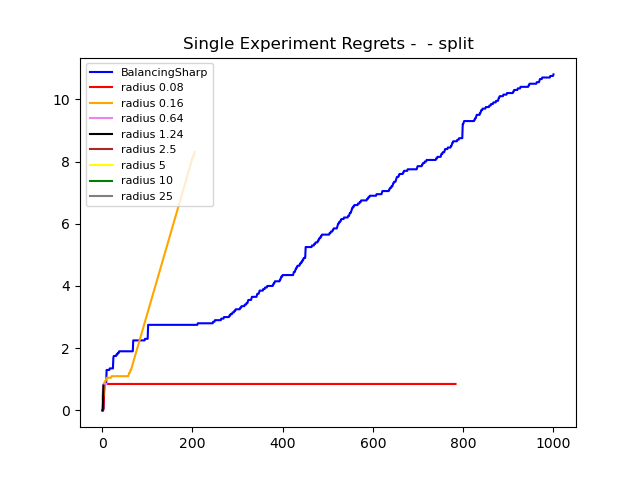 Single Experiment Regrets -  - split
BalancingSharp
radius 0.08
radius 0.16
radius 0.64
radius 1.24
radius 2.5
radius 5
radius 10
radius 25
10
8
6
4
2
0
0 200 400 600 800 1000